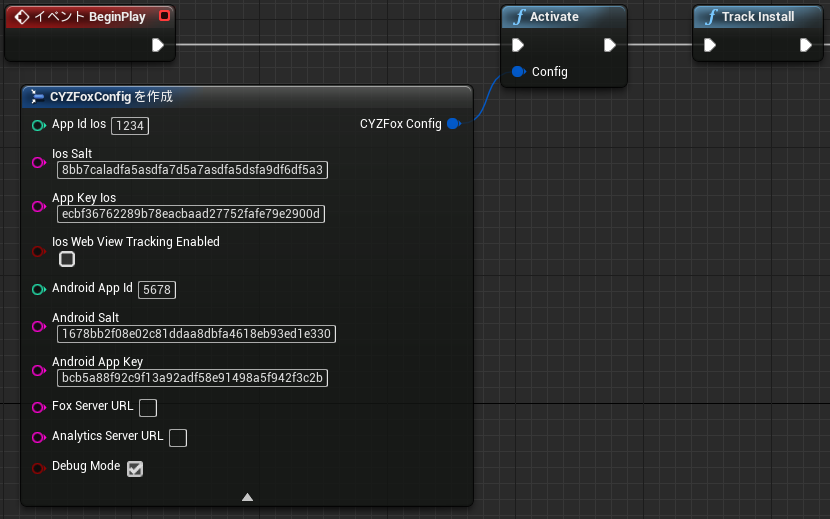 イベント BeginPlay
Activate
Config
Track Install
CYZFoxConfig を作成
App Id Ios 1234
CYZFox Config
Ios Salt
8bb7caladfa5asdfa7d5a7asdfa5dsfa9df6df5a3
App Key Ios
ecbf36762289b78eacbaad27752fafe79e2900d
Ios Web View Tracking Enabled
Android App Id 5678
Android Salt
1678bb2f08e02c81ddaa8dbfa4618eb93ed1e330
Android App Key
bcb5a88f92c9f13a92adf58e91498a5f942f3c2b
Fox Server URL
Analytics Server URL
Debug Mode